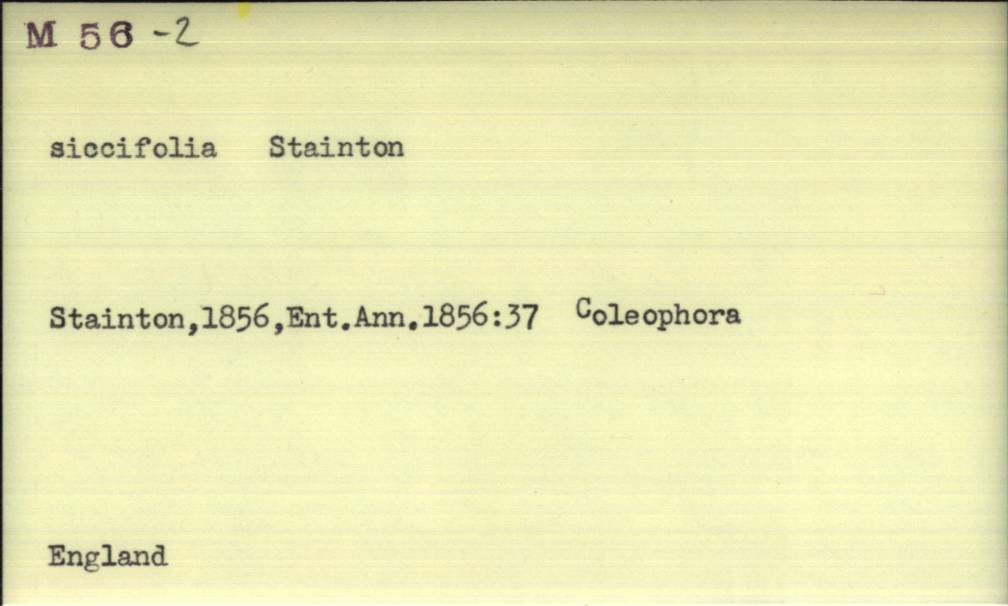 M 56 -2
siccifolia Stainton
Stainton,1856,Ent.Ann.1856:37 Coleophora
England